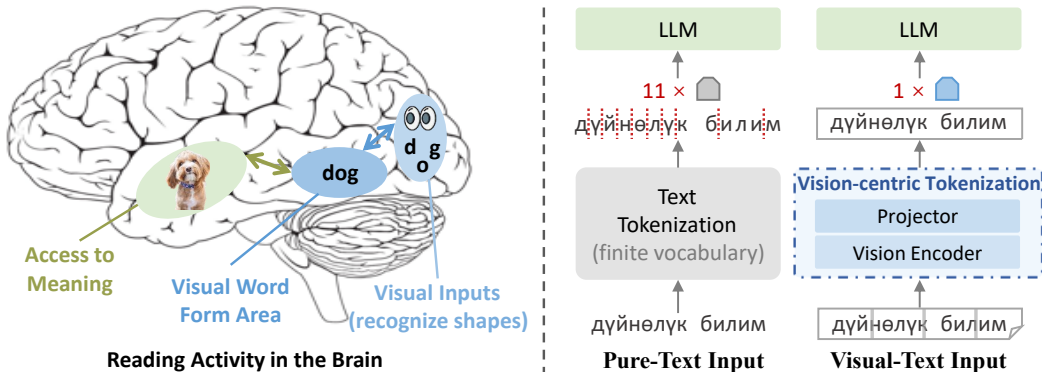 d g
o
dog
Access to
Meaning
Visual Word
Form Area
Visual Inputs
(recognize shapes)
Reading Activity in the Brain
LLM
11 ×
дүйнөлүк билим
Text
Tokenization
(finite vocabulary)
дүйнөлүк билим
Pure-Text Input
LLM
1 ×
дүйнөлүк билим
Vision-centric Tokenization
Projector
Vision Encoder
дүйнөлүк билим
Visual-Text Input